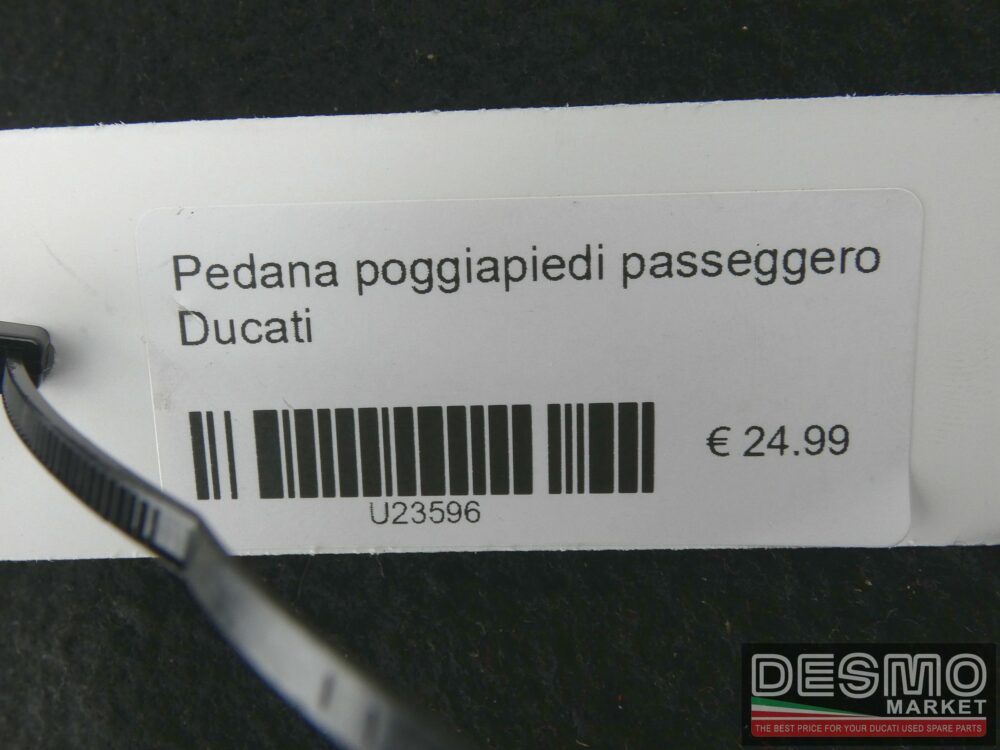 Pedana poggiapiedi passeggero
Ducati
€ 24.99
U23596
DESMO
MARKET
THE BEST PRICE FOR YOUR DUCATI USED SPARE PARTS